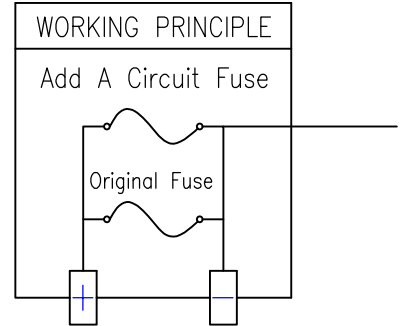 WORKING PRINCIPLE
Add A Circuit Fuse
Original Fuse
+ −